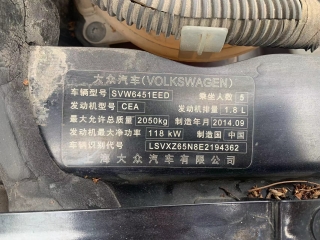 大众汽车(VOLKSWAGEN)
车辆型号 SVW6451EED 乘坐人数 5
发动机型号 CEA 发动机排量 1.8 L
最大允许总质量 2050kg 制造年月 2014.09
发动机最大净功率 118 kW 制造国 中国
车辆识别代号 LSVXZ65N8E2194362
上海大众汽车有限公司